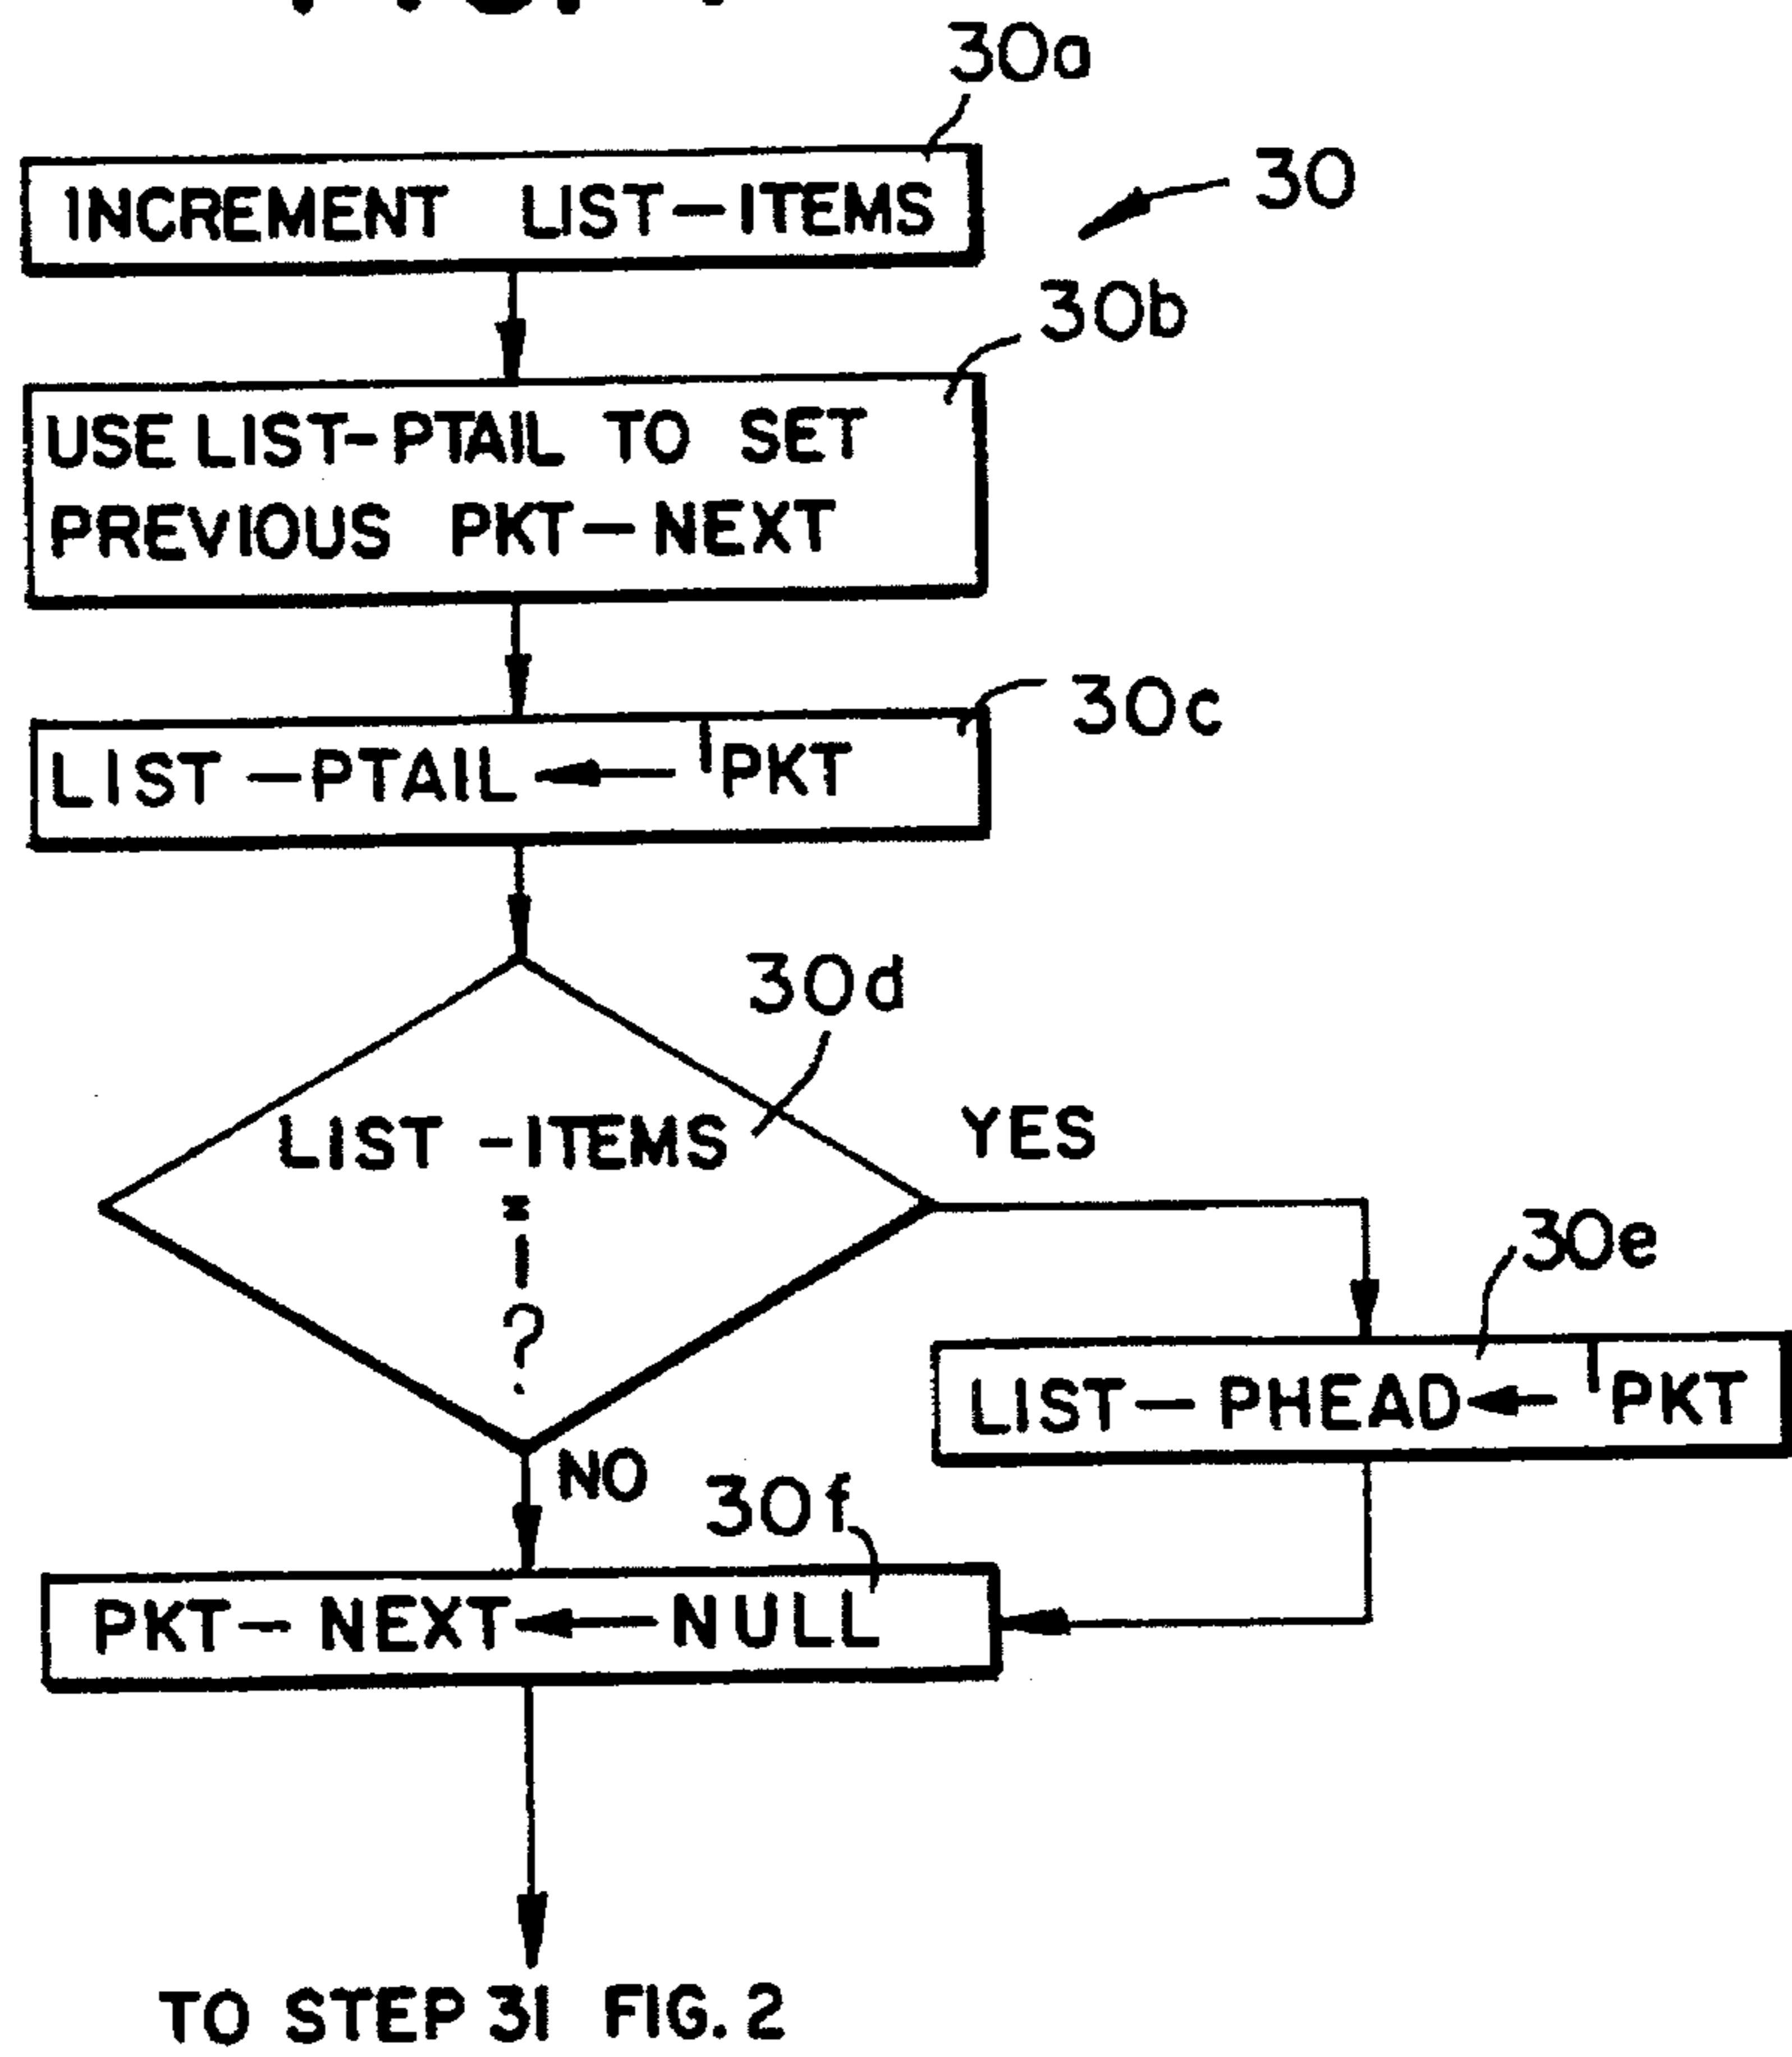 30a
INCREMENT LIST-ITEMS
30
30b
USE LIST-PTAIL TO SET
PREVIOUS PKT-NEXT
30c
LIST-PTAIL ← 'PKT
30d
LIST-ITEMS
=
1
?
YES
30e
LIST-PHEAD ← 'PKT
NO
30f
PKT-NEXT ← NULL
TO STEP 31 FIG. 2